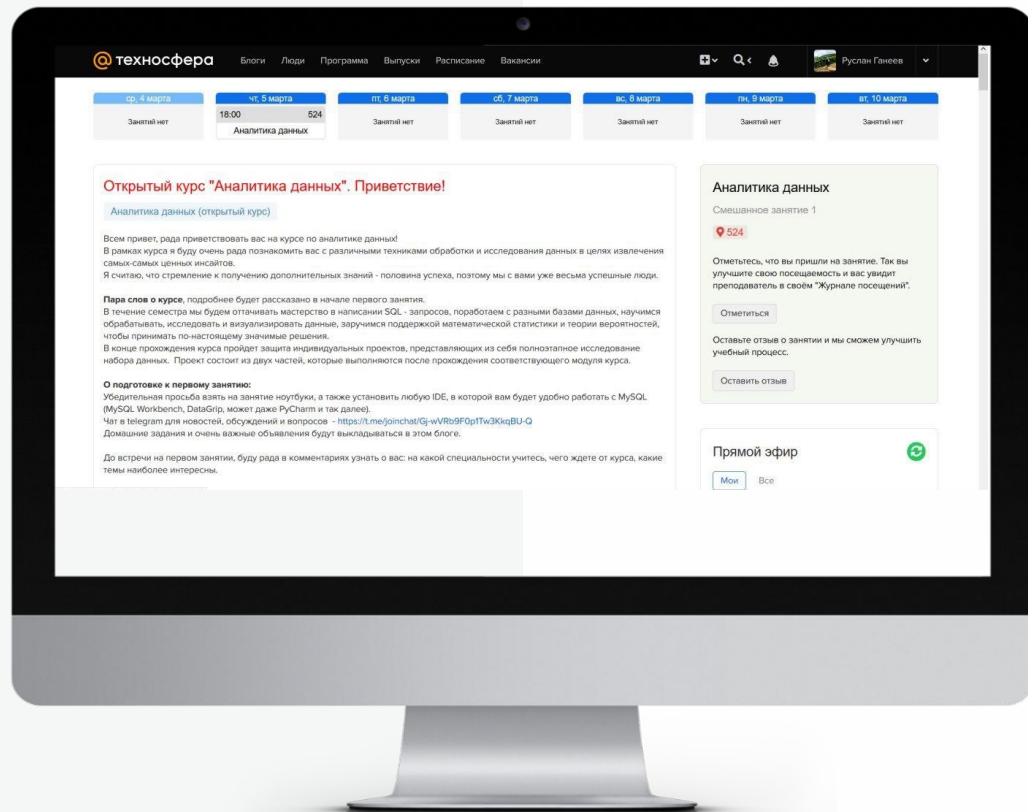 техносфера
Блоги Люди Программа Выпуски Расписание Вакансии
Руслан Ганеев
ср, 4 марта
Занятий нет
чт, 5 марта
18:00 524
Аналитика данных
пт, 6 марта
Занятий нет
сб, 7 марта
Занятий нет
вс, 8 марта
Занятий нет
пн, 9 марта
Занятий нет
вт, 10 марта
Занятий нет
Открытый курс "Аналитика данных". Приветствие!
Аналитика данных (открытый курс)
Всем привет, рада приветствовать вас на курсе по аналитике данных!
В рамках курса я буду очень рада познакомить вас с различными техниками обработки и исследования данных в целях извлечения
самых-самых ценных инсайтов.
Я считаю, что стремление к получению дополнительных знаний - половина успеха, поэтому мы с вами уже весьма успешные люди.
Пара слов о курсе, подробнее будет рассказано в начале первого занятия.
В течение семестра мы будем оттачивать мастерство в написании SQL - запросов, поработаем с разными базами данных, научимся
обрабатывать, исследовать и визуализировать данные, заручимся поддержкой математической статистики и теории вероятностей,
чтобы принимать по-настоящему значимые решения.
В конце прохождения курса пройдет защита индивидуальных проектов, представляющих из себя полноэтапное исследование
набора данных. Проект состоит из двух частей, которые выполняются после прохождения соответствующего модуля курса.
О подготовке к первому занятию:
Убедительная просьба взять на занятие ноутбуки, а также установить любую IDE, в которой вам будет удобно работать с MySQL
(MySQL Workbench, DataGrip, может даже PyCharm и так далее).
Чат в telegram для новостей, обсуждений и вопросов - https://t.me/joinchat/Gj-wVRb9F0p1Tw3KkqBU-Q
Домашние задания и очень важные объявления будут выкладываться в этом блоге.
До встречи на первом занятии, буду рада в комментариях узнать о вас: на какой специальности учитесь, чего ждете от курса, какие
темы наиболее интересны.
Аналитика данных
Смешанное занятие 1
524
Отметьтесь, что вы пришли на занятие. Так вы
улучшите свою посещаемость и вас увидит
преподаватель в своём "Журнале посещений".
Отметиться
Оставьте отзыв о занятии и мы сможем улучшить
учебный процесс.
Оставить отзыв
Прямой эфир
Мои Все